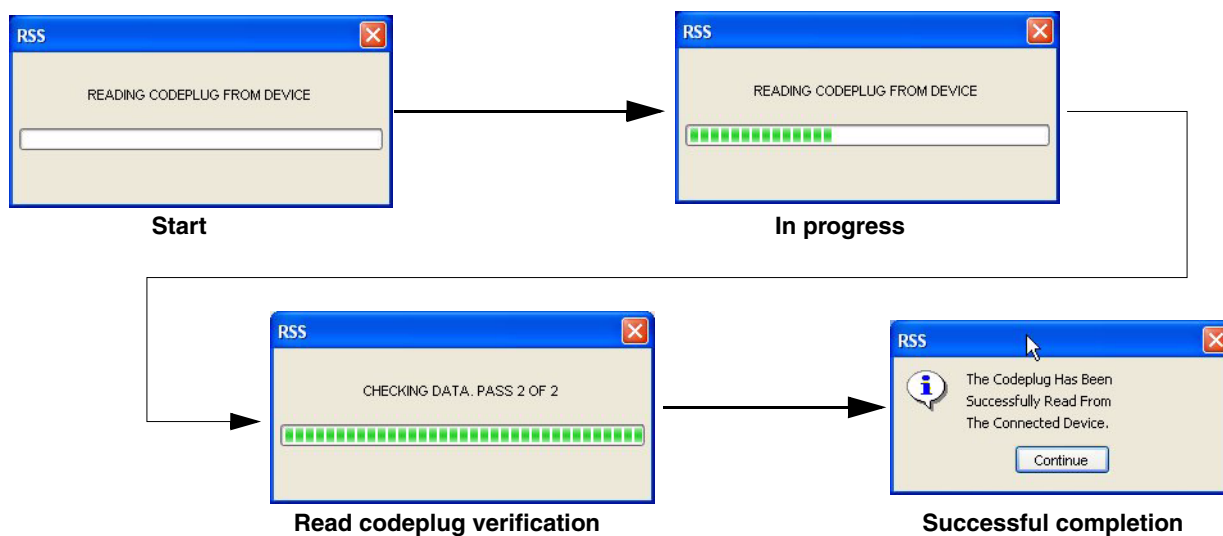 RSS
READING CODEPLUG FROM DEVICE
Start
RSS
READING CODEPLUG FROM DEVICE
In progress
RSS
CHECKING DATA. PASS 2 OF 2
Read codeplug verification
RSS
The Codeplug Has Been
Successfully Read From
The Connected Device.
Continue
Successful completion